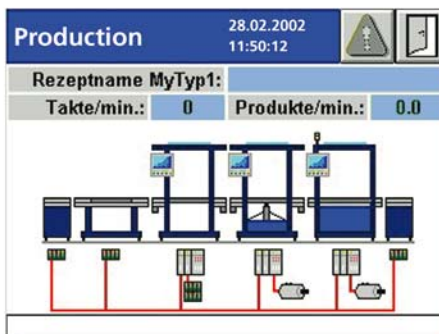 Production
28.02.2002
11:50:12
Rezeptname MyTyp1:
Takte/min.: 0 Produkte/min.: 0.0